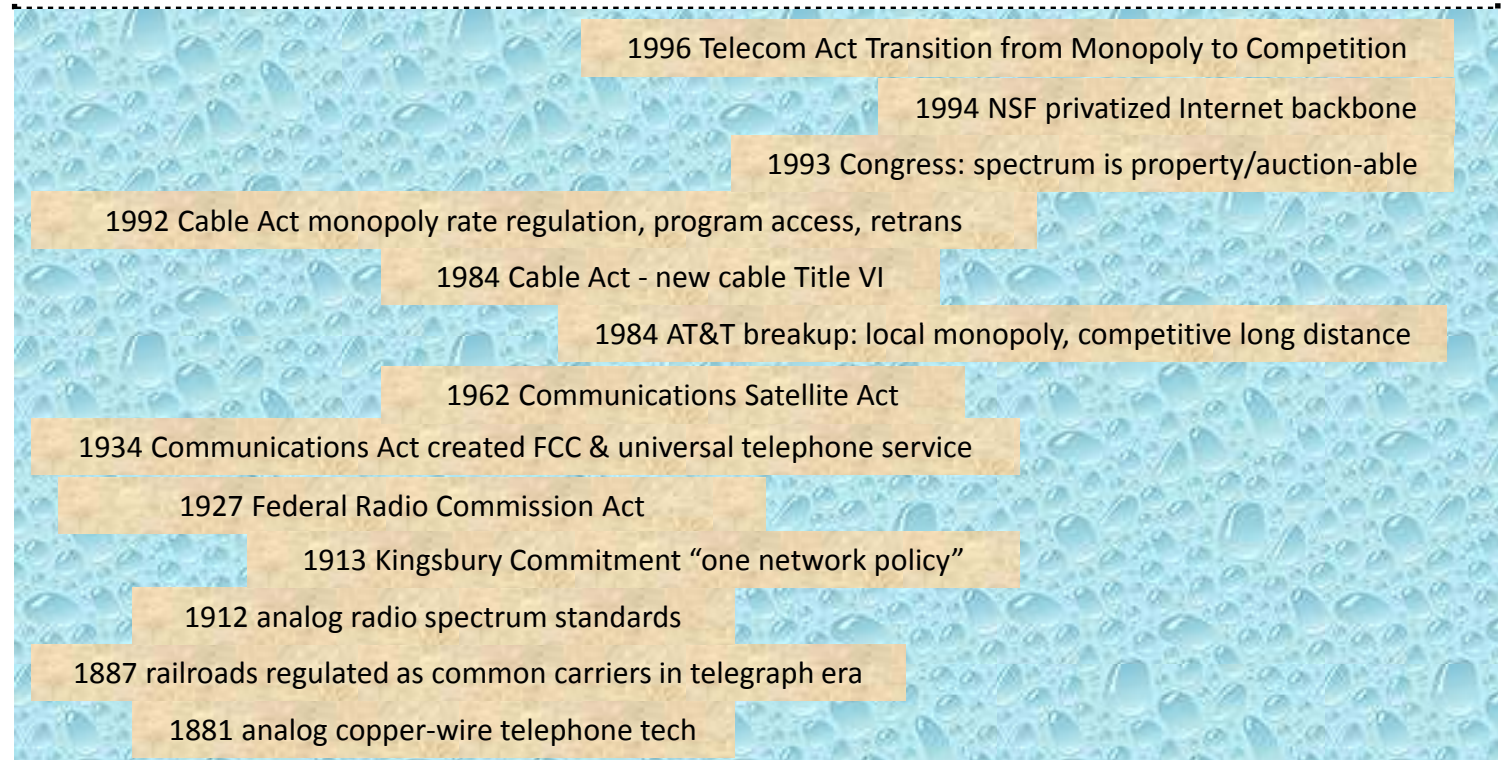 1996 Telecom Act Transition from Monopoly to Competition
1994 NSF privatized Internet backbone
1993 Congress: spectrum is property/auction-able
1992 Cable Act monopoly rate regulation, program access, retrans
1984 Cable Act - new cable Title VI
1984 AT&T breakup: local monopoly, competitive long distance
1962 Communications Satellite Act
1934 Communications Act created FCC & universal telephone service
1927 Federal Radio Commission Act
1913 Kingsbury Commitment “one network policy”
1912 analog radio spectrum standards
1887 railroads regulated as common carriers in telegraph era
1881 analog copper-wire telephone tech